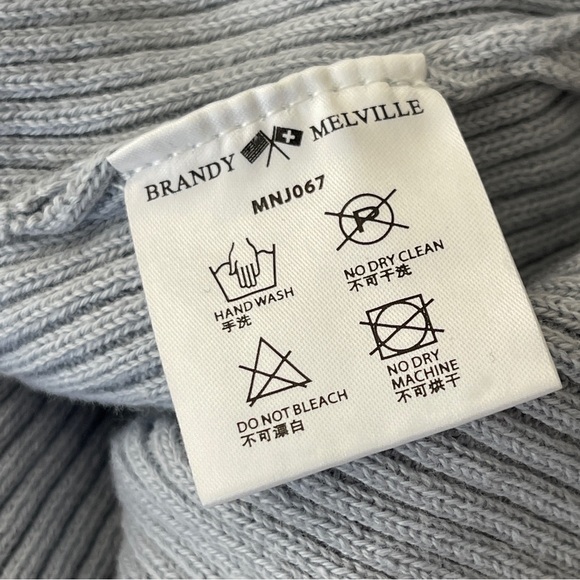 BRANDY MELVILLE
MNJ067
HAND WASH
手洗
P
NO DRY CLEAN
不可干洗
DO NOT BLEACH
不可漂白
NO DRY
MACHINE
不可烘干